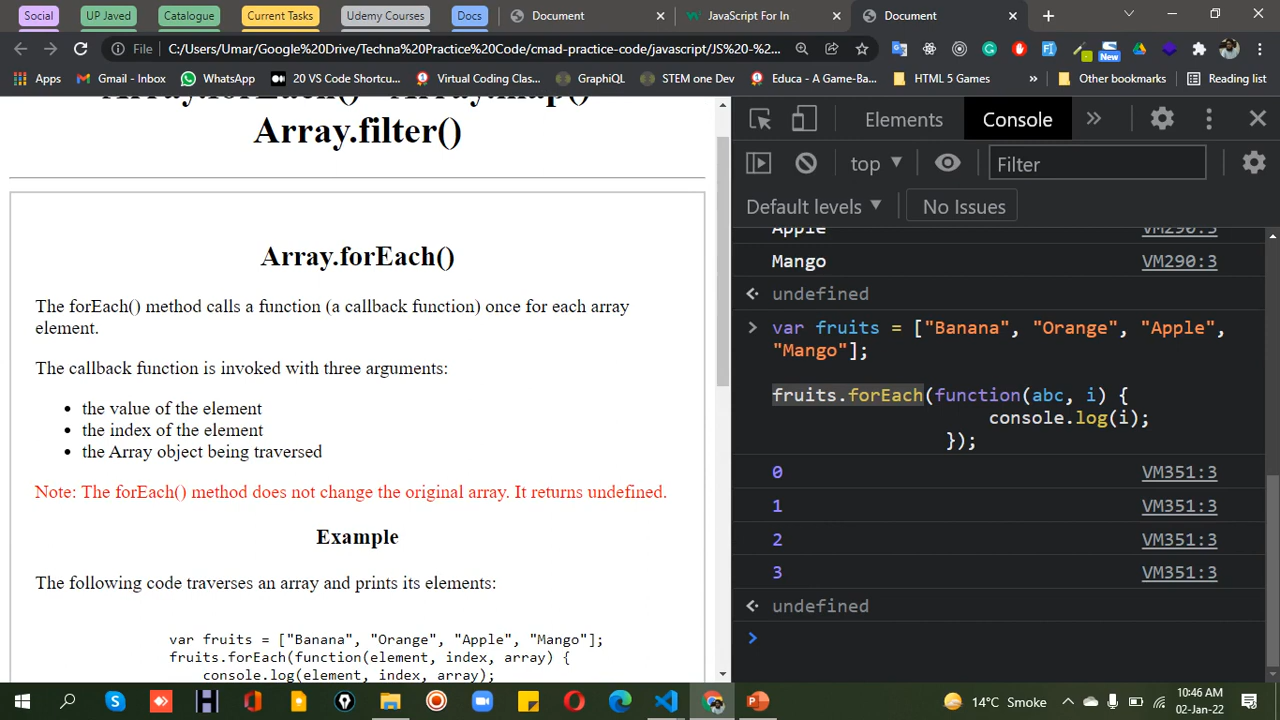 Social
UP Javed
Catalogue
Current Tasks
Udemy Courses
Docs
Document
JavaScript For In
Document
File
C:/Users/Umar/Google%20Drive/Techna%20Practice%20Code/cmad-practice-code/javascript/JS%20-%2...
New
Apps
Gmail - Inbox
WhatsApp
20 VS Code Shortcu...
Virtual Coding Clas...
GraphiQL
STEM one Dev
Educa - A Game-Ba...
HTML 5 Games
»
Other bookmarks
Reading list
Array.forEach() - Array.map()
Array.filter()
Array.forEach()
The forEach() method calls a function (a callback function) once for each array
element.
The callback function is invoked with three arguments:
• the value of the element
• the index of the element
• the Array object being traversed
Note: The forEach() method does not change the original array. It returns undefined.
Example
The following code traverses an array and prints its elements:
var fruits = ["Banana", "Orange", "Apple", "Mango"];
fruits.forEach(function(element, index, array) {
console.log(element, index, array);
Elements
Console
»
top
Filter
Default levels
No Issues
Apple VM290:3
Mango VM290:3
undefined
var fruits = ["Banana", "Orange", "Apple",
"Mango"];
fruits.forEach(function(abc, i) {
console.log(i);
});
0 VM351:3
1 VM351:3
2 VM351:3
3 VM351:3
undefined
14°C Smoke
10:46 AM
02-Jan-22